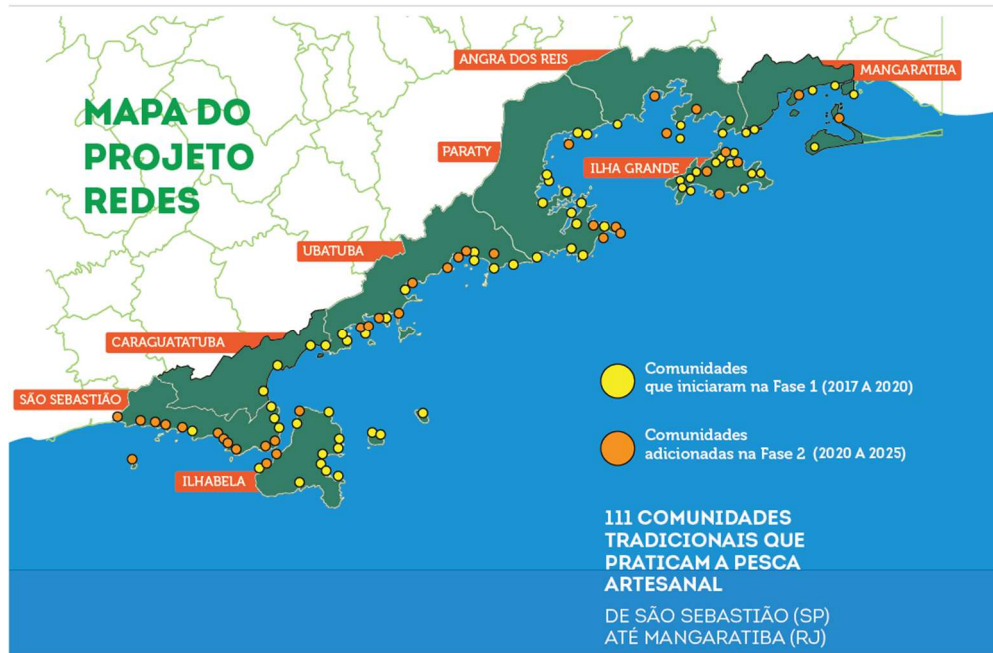 MAPA DO
PROJETO
REDES
ANGRA DOS REIS
MANGARATIBA
PARATY
ILHA GRANDE
UBATUBA
CARAGUATATUBA
SÃO SEBASTIÃO
ILHABELA
Comunidades
que iniciaram na Fase 1 (2017 A 2020)
Comunidades
adicionadas na Fase 2 (2020 A 2025)
111 COMUNIDADES
TRADICIONAIS QUE
PRATICAM A PESCA
ARTESANAL
DE SÃO SEBASTIÃO (SP)
ATÉ MANGARATIBA (RJ)